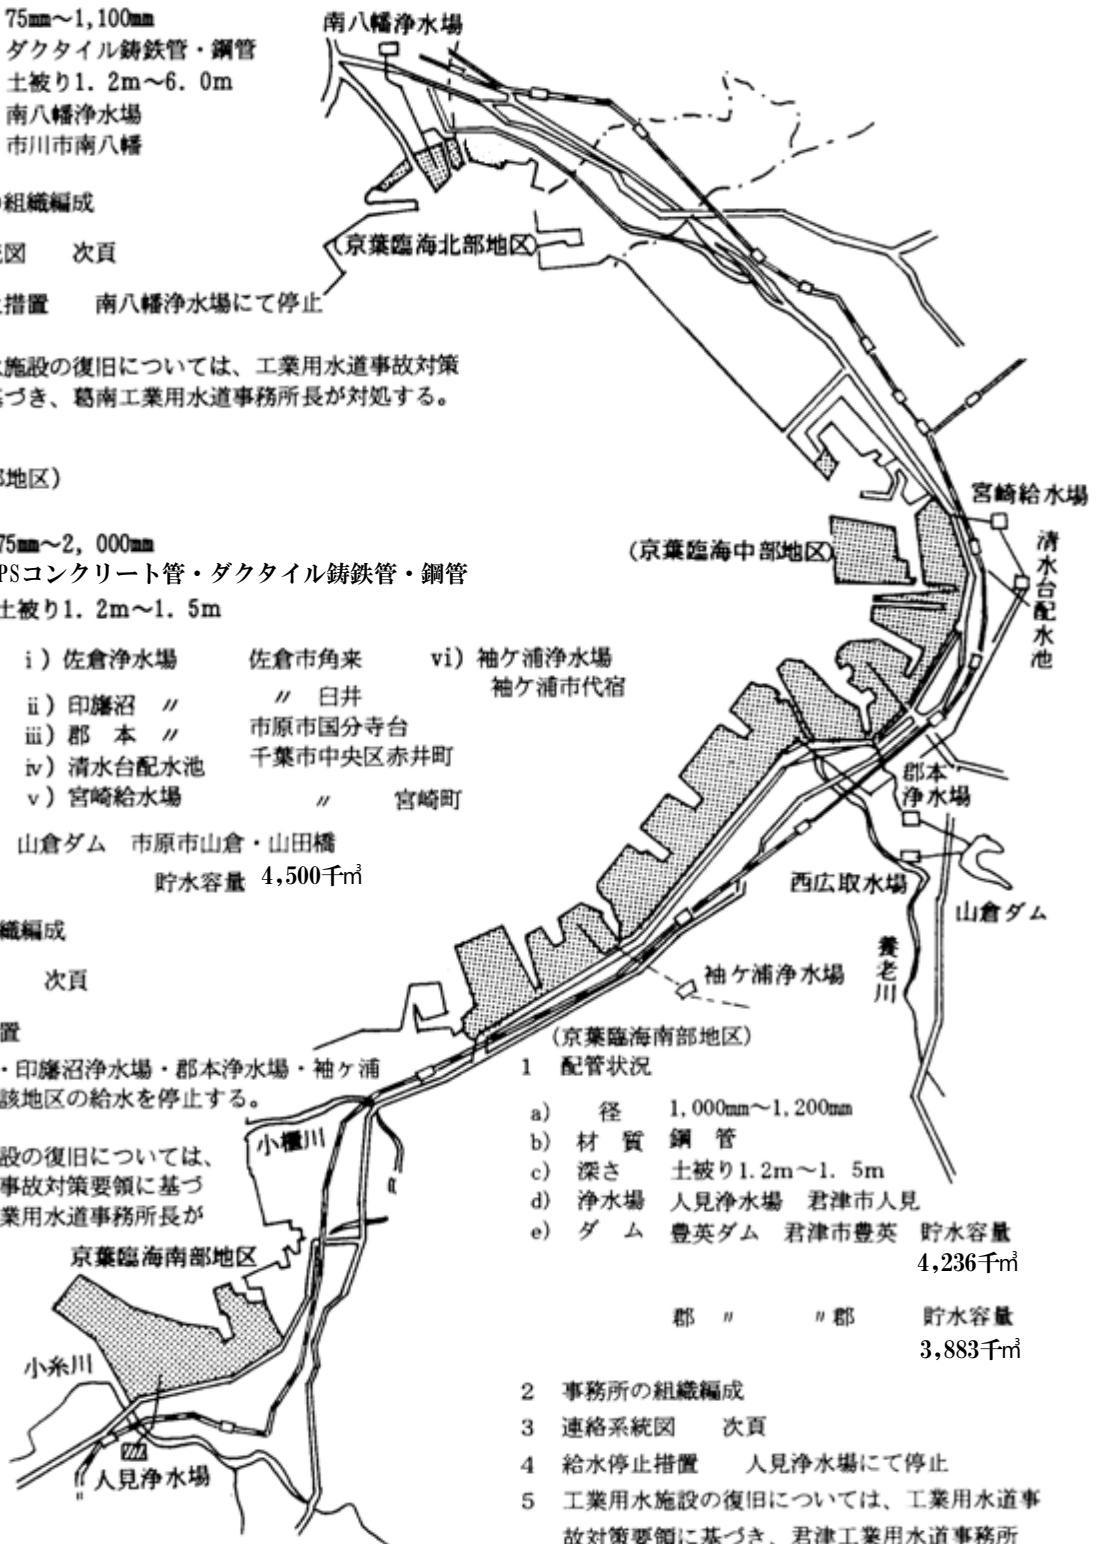 75mm～1,100mm
ダクタイル鋳鉄管・鋼管
土被り1．2m～6．0m
南八幡浄水場
市川市南八幡
組織編成
図　次頁
措置　南八幡浄水場にて停止
施設の復旧については、工業用水道事故対策
づき、葛南工業用水道事務所長が対処する。
地区）
75mm～2,000mm
PSコンクリート管・ダクタイル鋳鉄管・鋼管
土被り1．2m～1．5m
ⅰ）佐倉浄水場　佐倉市角来
ⅱ）印旛沼　〃　〃　臼井
ⅲ）郡　本　〃　市原市国分寺台
ⅳ）清水台配水池　千葉市中央区赤井町
ⅴ）宮崎給水場　〃　宮崎町
ⅵ）袖ケ浦浄水場
袖ケ浦市代宿
山倉ダム　市原市山倉・山田橋
貯水容量　4,500千㎥
織編成
次頁
置
・印旛沼浄水場・郡本浄水場・袖ヶ浦
該地区の給水を停止する。
設の復旧については、
事故対策要領に基づ
業用水道事務所長が
南八幡浄水場
（京葉臨海北部地区）
宮崎給水場
（京葉臨海中部地区）
清水台配水池
郡本
浄水場
西広取水場
山倉ダム
養老川
袖ケ浦浄水場
小櫃川
京葉臨海南部地区
小糸川
人見浄水場
（京葉臨海南部地区）
1　配管状況
a）　径　1,000mm～1,200mm
b）　材　質　鋼　管
c）　深さ　土被り1.2m～1．5m
d）　浄水場　人見浄水場　君津市人見
e）　ダ　ム　豊英ダム　君津市豊英　貯水容量
4,236千㎥
郡　〃　〃郡　貯水容量
3,883千㎥
2　事務所の組織編成
3　連絡系統図　次頁
4　給水停止措置　人見浄水場にて停止
5　工業用水施設の復旧については、工業用水道事
故対策要領に基づき、君津工業用水道事務所